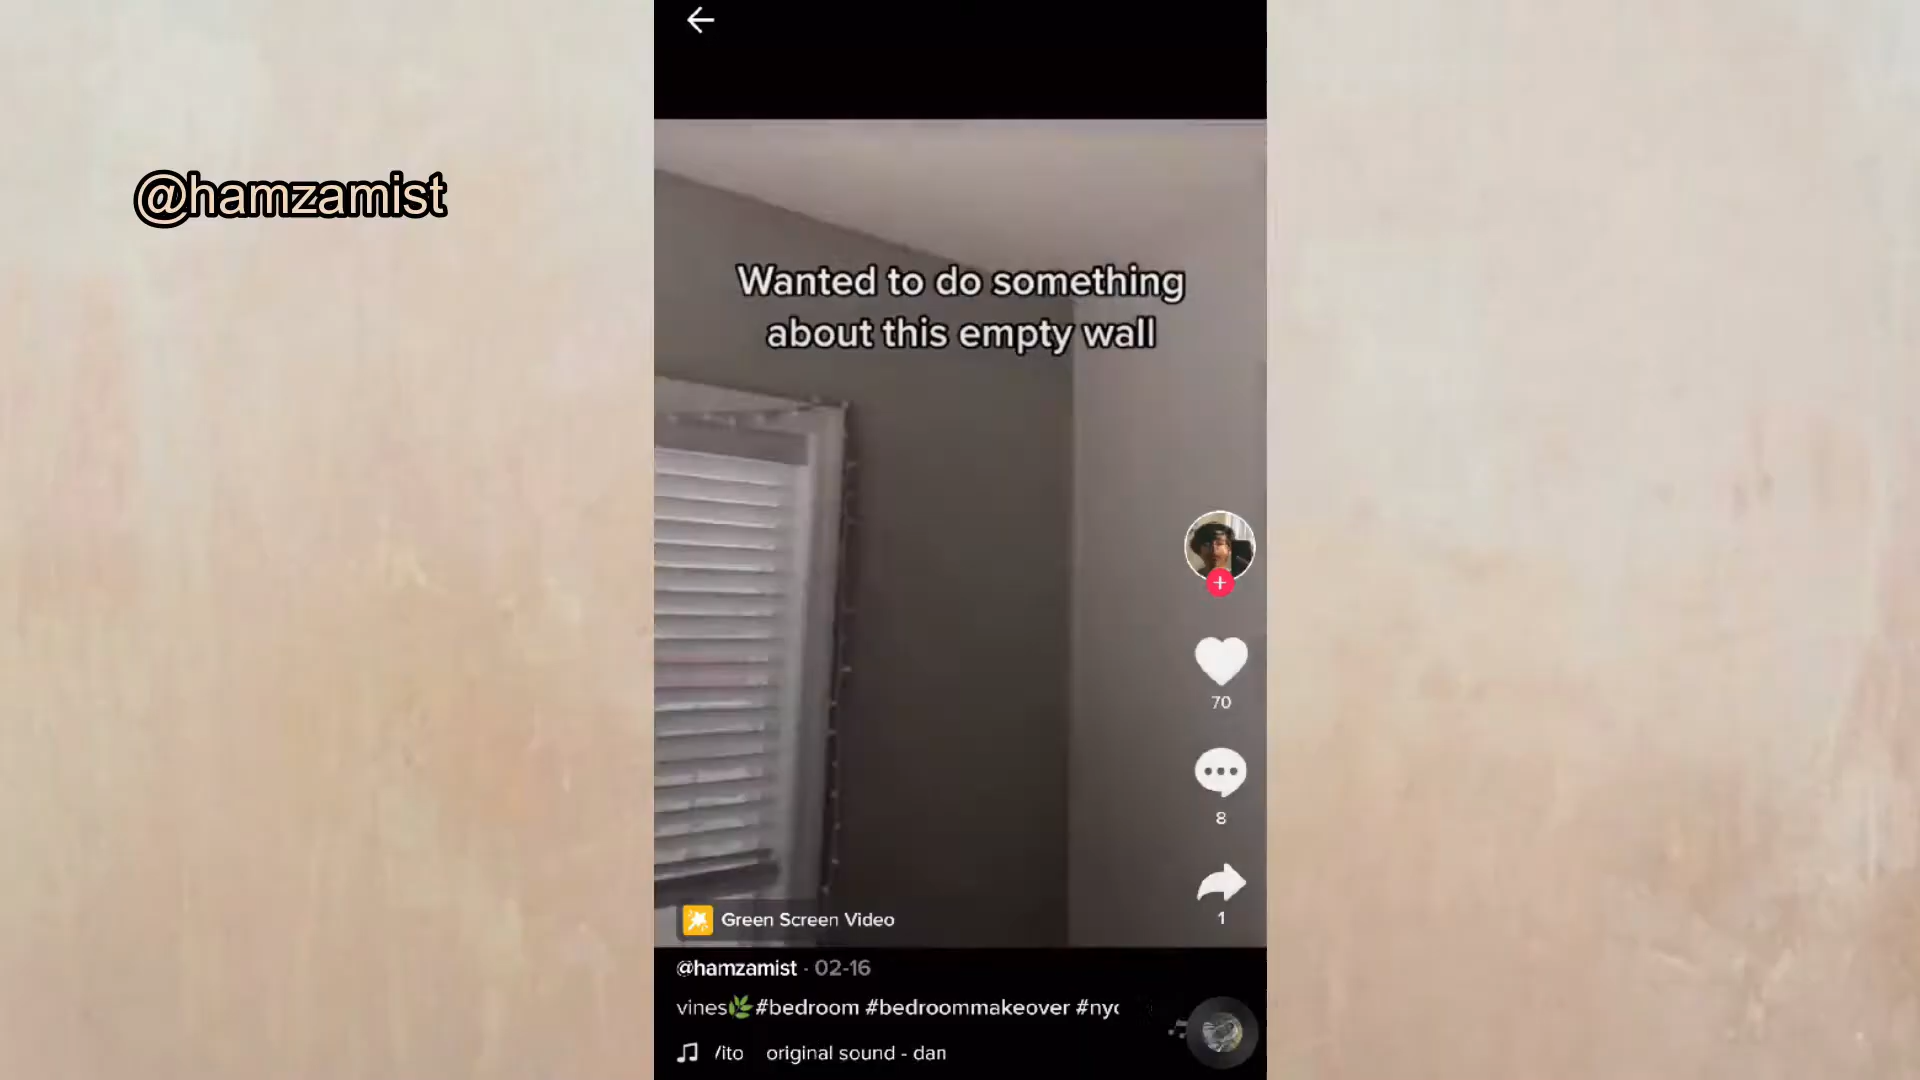 @hamzamist
Wanted to do something
about this empty wall
70
8
1
Green Screen Video
@hamzamist · 02-16
vines🌿#bedroom #bedroommakeover #nyc
original sound - dan